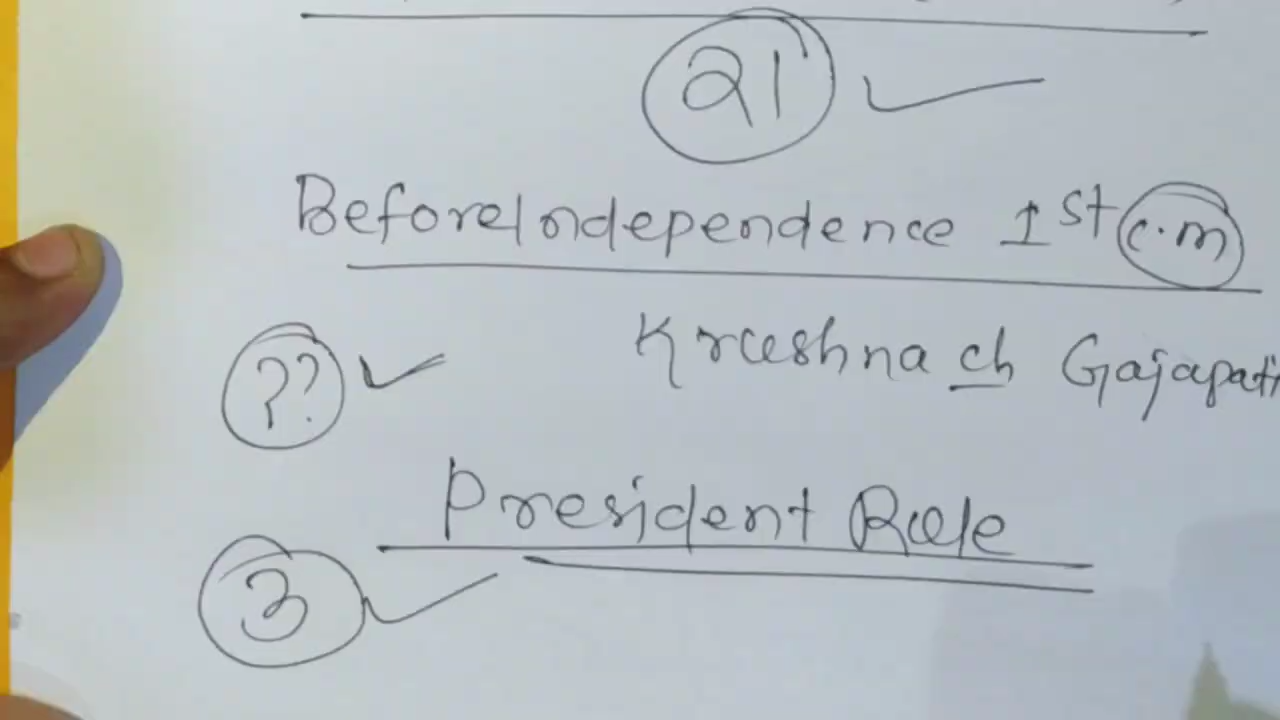 21
Before Independence 1st C.M
Krushna ch Gajapati
??
President Rule
3